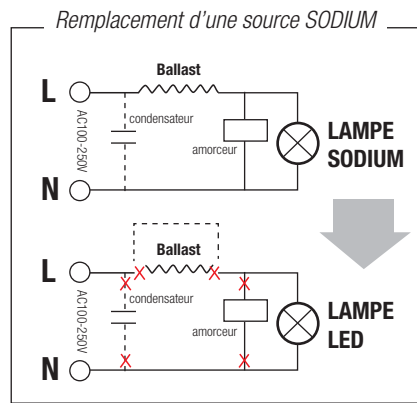 Remplacement d'une source SODIUM
Ballast
L
AC100-250V
condensateur
amorceur
N
LAMPE
SODIUM
Ballast
L
AC100-250V
condensateur
amorceur
N
LAMPE
LED